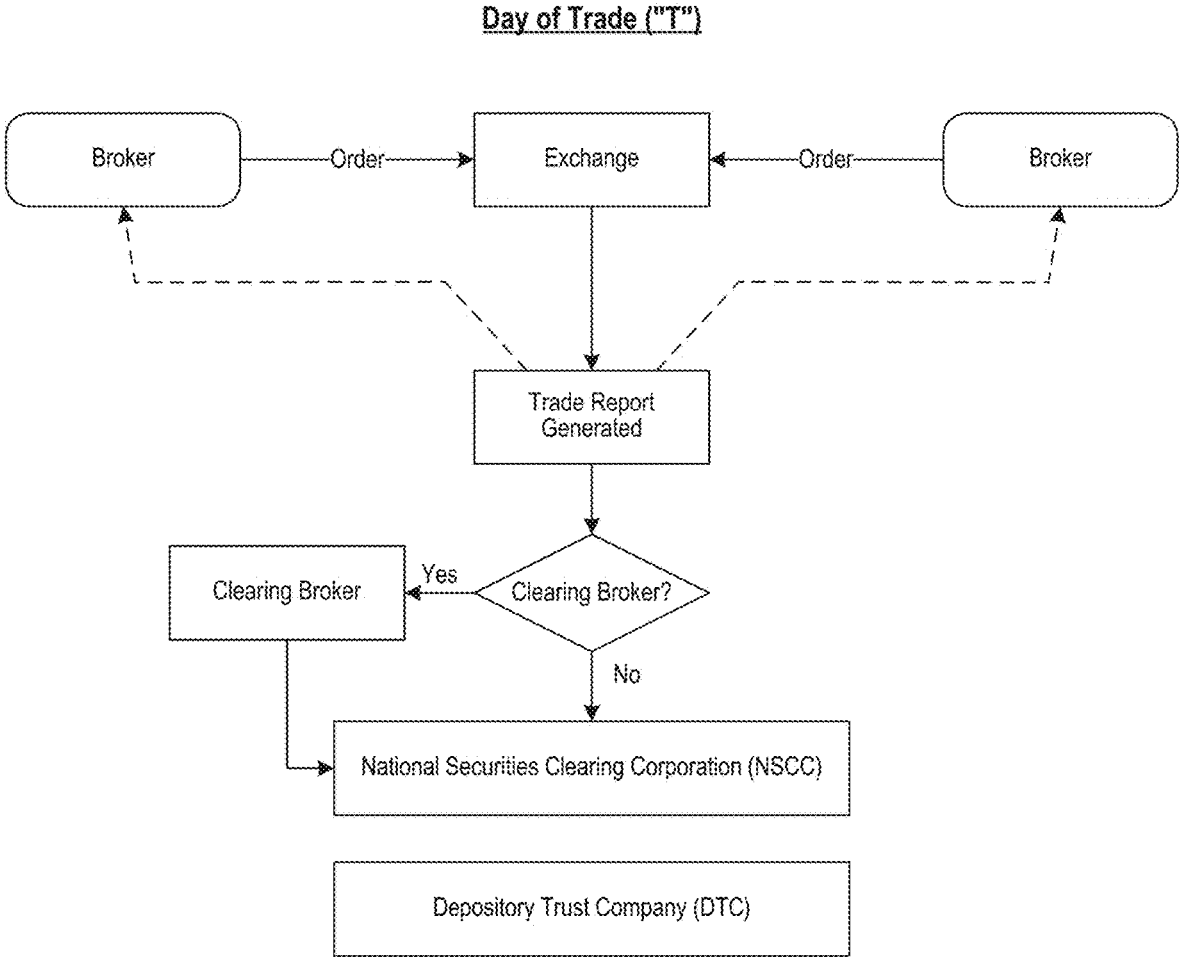 Day of Trade ("T")
Broker
Order
Exchange
Order
Broker
Trade Report
Generated
Clearing Broker
Yes
Clearing Broker?
No
National Securities Clearing Corporation (NSCC)
Depository Trust Company (DTC)